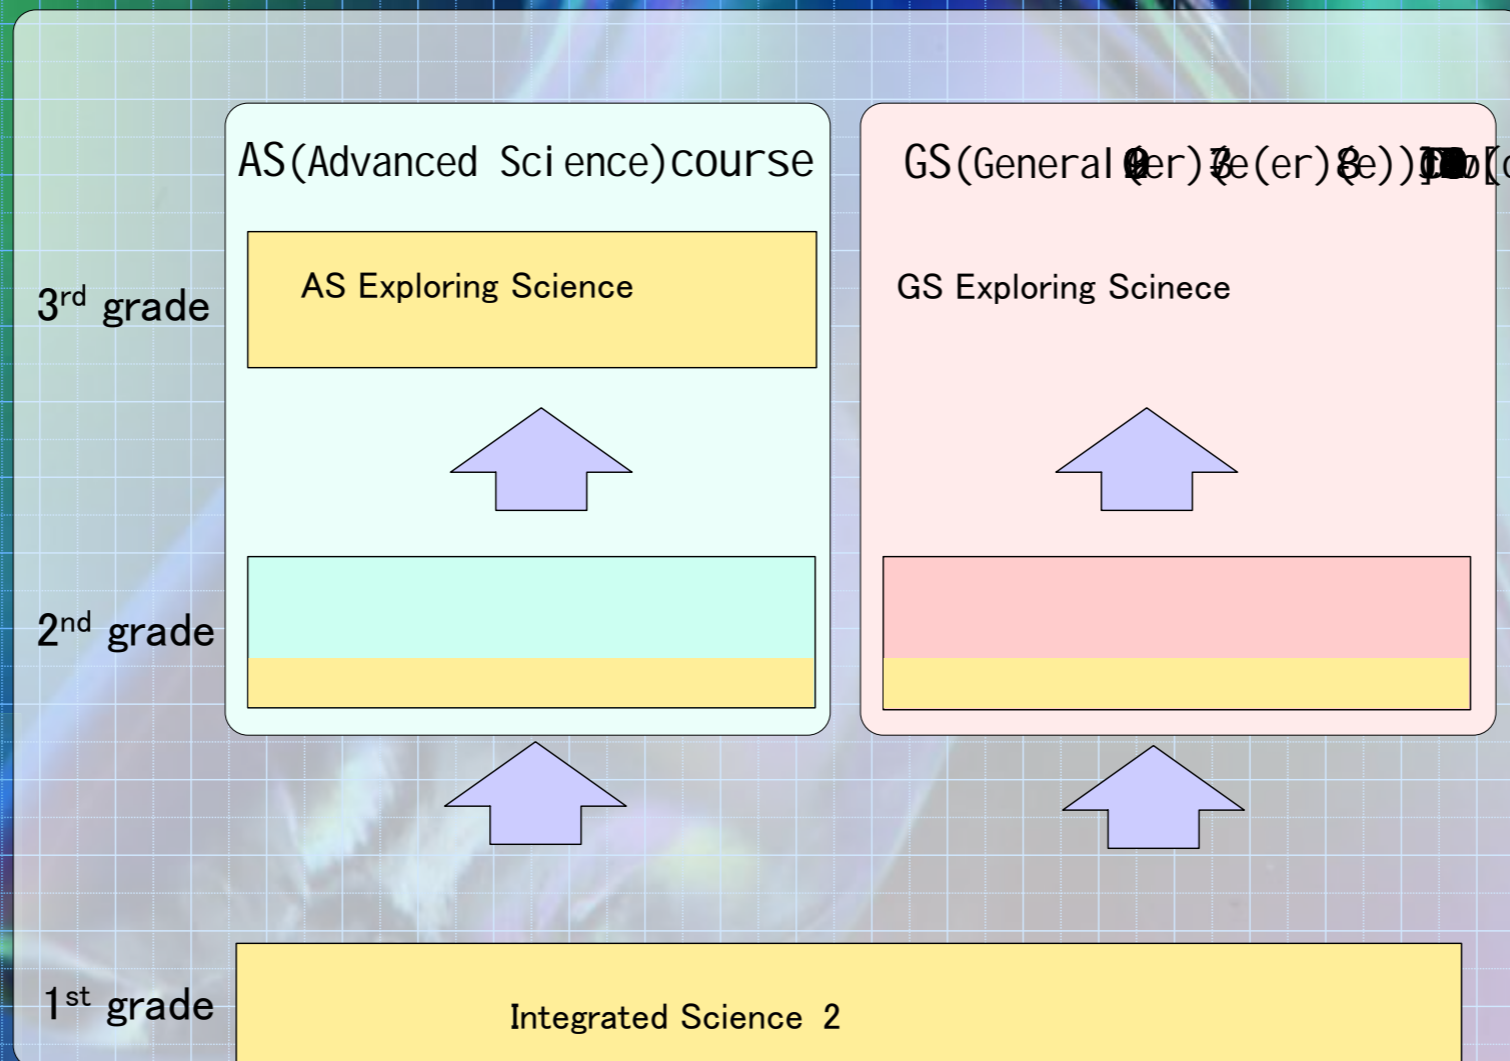 AS(Advanced Science)course
GS(General
3rd grade
AS Exploring Science
GS Exploring Scinece
2nd grade
1st grade
Integrated Science 2